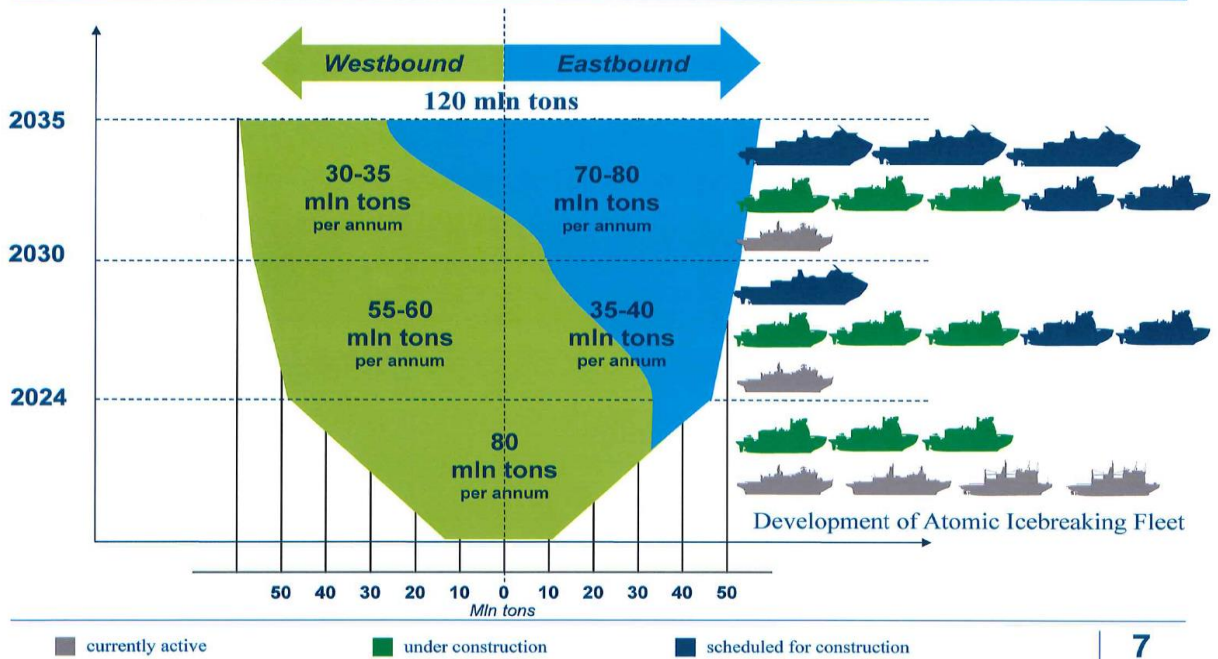 Westbound
Eastbound
120 mln tons
2035
30-35
mln tons
per annum
70-80
mln tons
per annum
2030
55-60
mln tons
per annum
35-40
mln tons
per annum
2024
80
mln tons
per annum
Development of Atomic Icebreaking Fleet
50 40 30 20 10 0 10 20 30 40 50
Mln tons
currently active
under construction
scheduled for construction
7